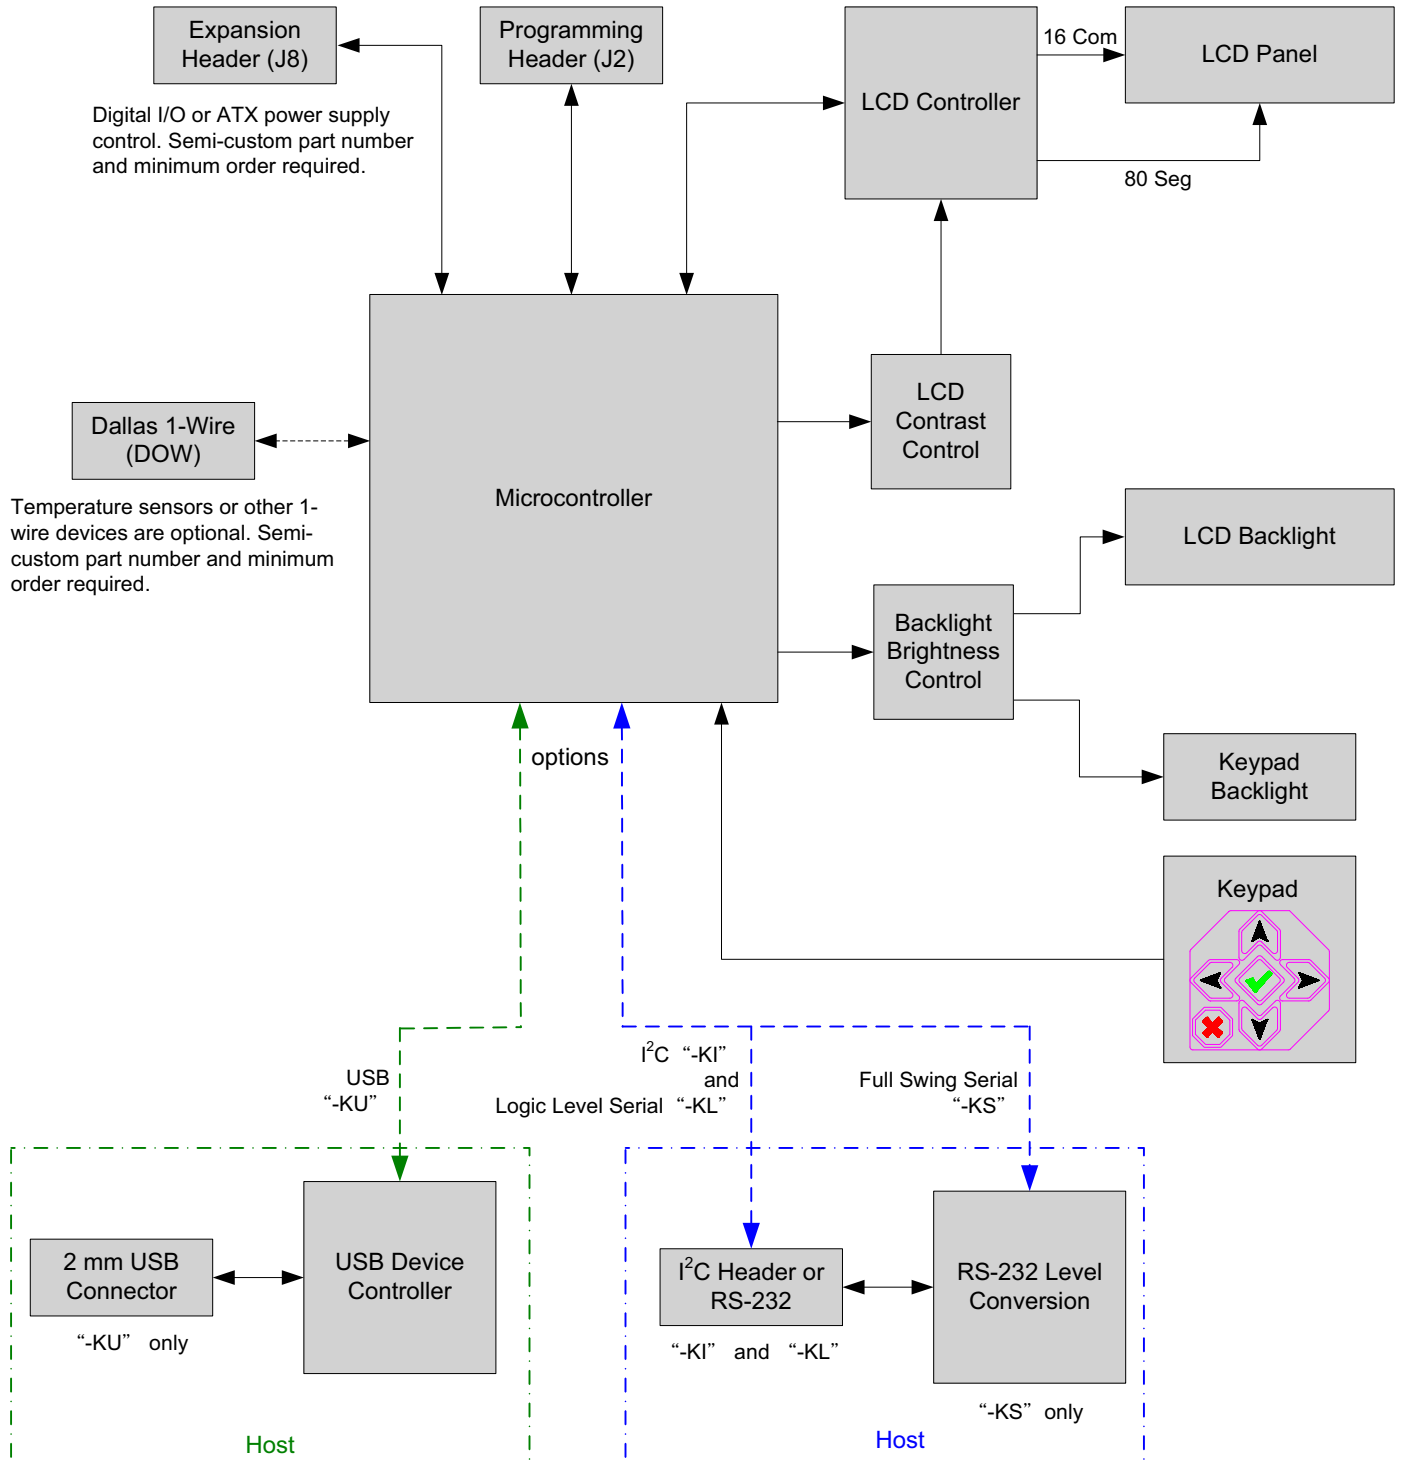 Expansion
Header (J8)
Programming
Header (J2)
LCD Controller
16 Com
LCD Panel
80 Seg
Digital I/O or ATX power supply
control. Semi-custom part number
and minimum order required.
Dallas 1-Wire
(DOW)
Temperature sensors or other 1-
wire devices are optional. Semi-
custom part number and minimum
order required.
Microcontroller
LCD
Contrast
Control
LCD Backlight
Backlight
Brightness
Control
Keypad
Backlight
options
Keypad
USB
“-KU”
I²C “-KI”
and
Logic Level Serial “-KL”
Full Swing Serial
“-KS”
2 mm USB
Connector
“-KU” only
USB Device
Controller
Host
I²C Header or
RS-232
“-KI” and “-KL”
RS-232 Level
Conversion
“-KS” only
Host